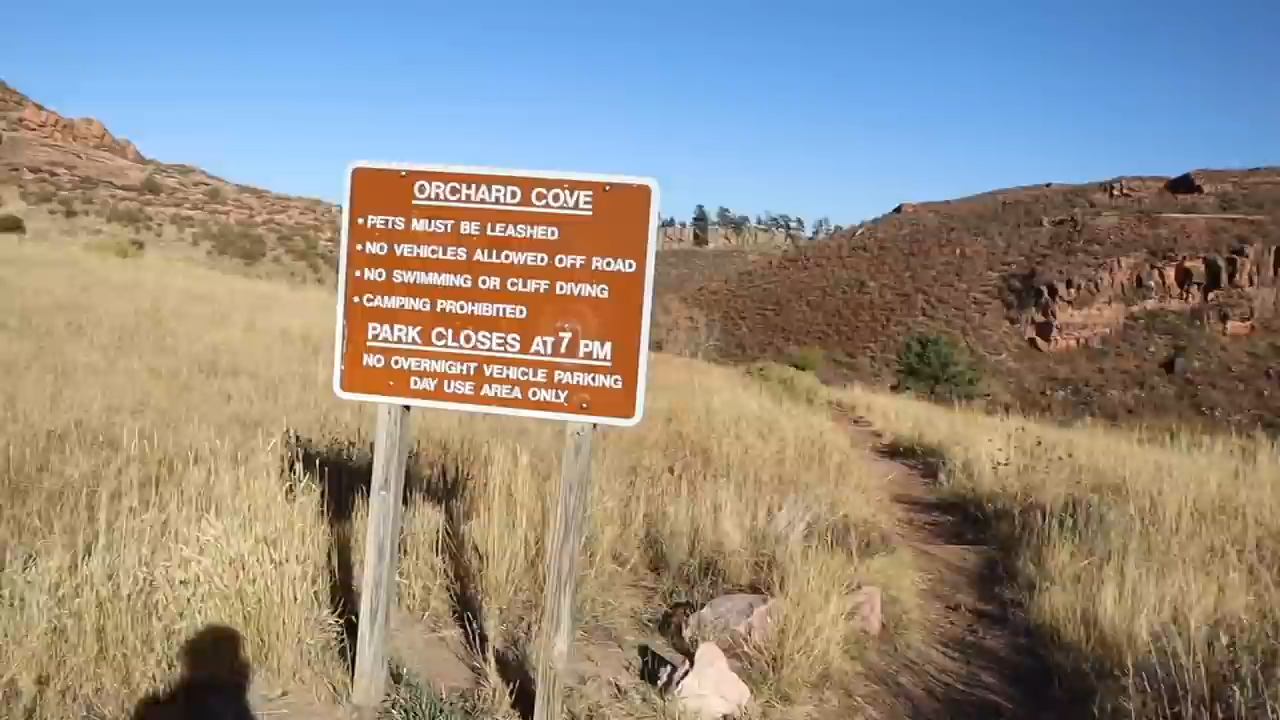 ORCHARD COVE
• PETS MUST BE LEASHED
• NO VEHICLES ALLOWED OFF ROAD
• NO SWIMMING OR CLIFF DIVING
• CAMPING PROHIBITED
PARK CLOSES AT 7 PM
NO OVERNIGHT VEHICLE PARKING
DAY USE AREA ONLY